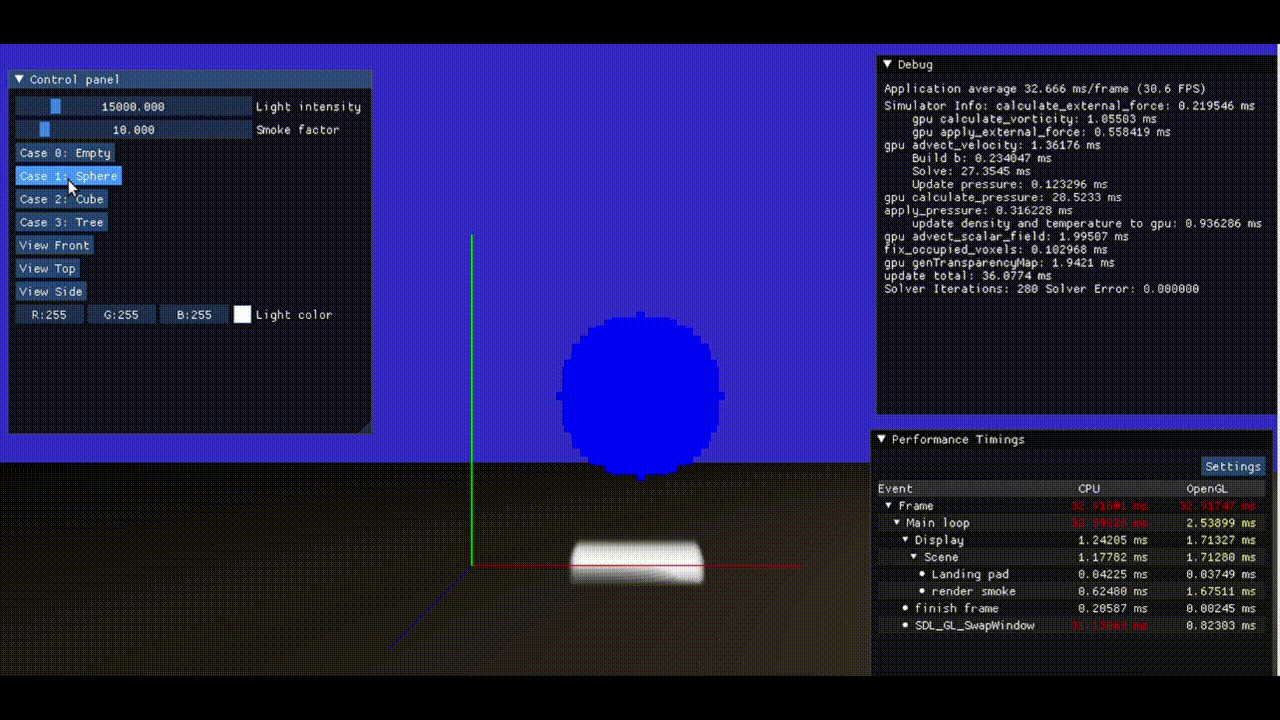 Control panel
15000.000 Light intensity
10.000 Smoke factor
Case 0: Empty
Case 1: Sphere
Case 2: Cube
Case 3: Tree
View Front
View Top
View Side
R:255 G:255 B:255 Light color
Debug
Application average 32.666 ms/frame (30.6 FPS)
Simulator Info: calculate_external_force: 0.219546 ms
gpu calculate_vorticity: 1.05503 ms
gpu apply_external_force: 0.558419 ms
gpu advect_velocity: 1.36176 ms
Build b: 0.234047 ms
Solve: 27.3545 ms
Update pressure: 0.123296 ms
gpu calculate_pressure: 28.5233 ms
apply_pressure: 0.316228 ms
update density and temperature to gpu: 0.936286 ms
gpu advect_scalar_field: 1.99507 ms
fix_occupied_voxels: 0.102968 ms
gpu genTransparencyMap: 1.9421 ms
update total: 36.0774 ms
Solver Iterations: 280 Solver Error: 0.000000
Performance Timings
Settings
Event CPU OpenGL
Frame ms ms
Main loop ms 2.53899 ms
Display 1.24205 ms 1.71327 ms
Scene 1.17782 ms 1.71280 ms
Landing pad 0.04225 ms 0.03749 ms
render smoke 0.62480 ms 1.67511 ms
finish frame 0.20587 ms 0.00245 ms
SDL_GL_SwapWindow ms 0.82303 ms